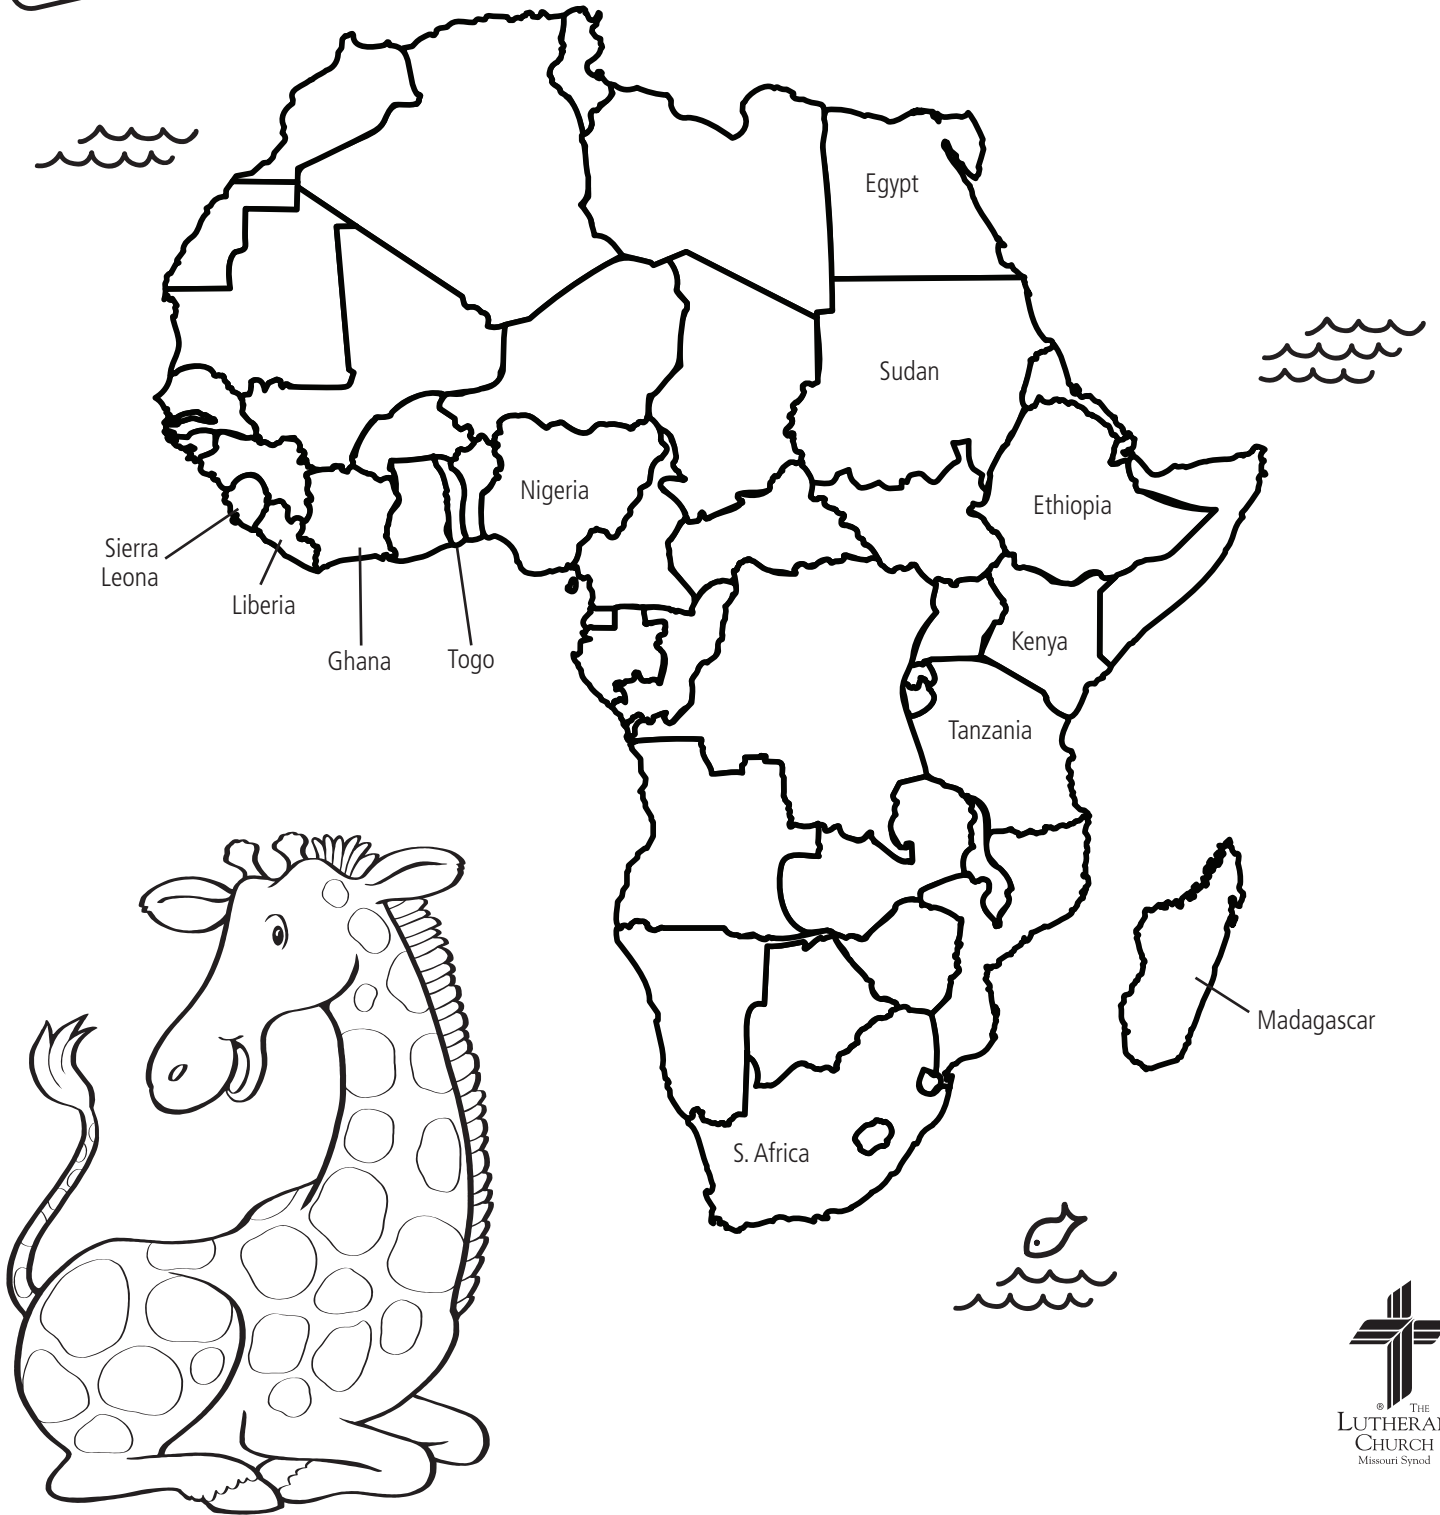 Egypt
Sudan
Nigeria
Ethiopia
Sierra
Leona
Liberia
Ghana
Togo
Kenya
Tanzania
Madagascar
S. Africa
® THE
LUTHERAN
CHURCH
Missouri Synod